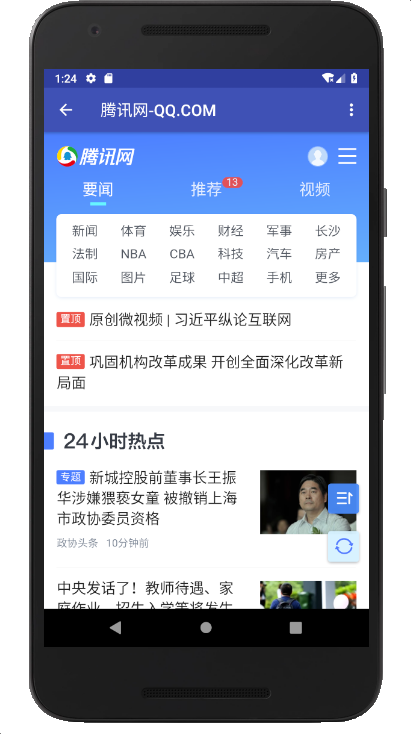 1:24
腾讯网-QQ.COM
腾讯网
要闻 推荐 13 视频
新闻 体育 娱乐 财经 军事 长沙
法制 NBA CBA 科技 汽车 房产
国际 图片 足球 中超 手机 更多
置顶 原创微视频 | 习近平纵论互联网
置顶 巩固机构改革成果 开创全面深化改革新
局面
24小时热点
专题 新城控股前董事长王振
华涉嫌猥亵女童 被撤销上海
市政协委员资格
政协头条 10分钟前
中央发话了！教师待遇、家
庭作业、招生入学等将发生